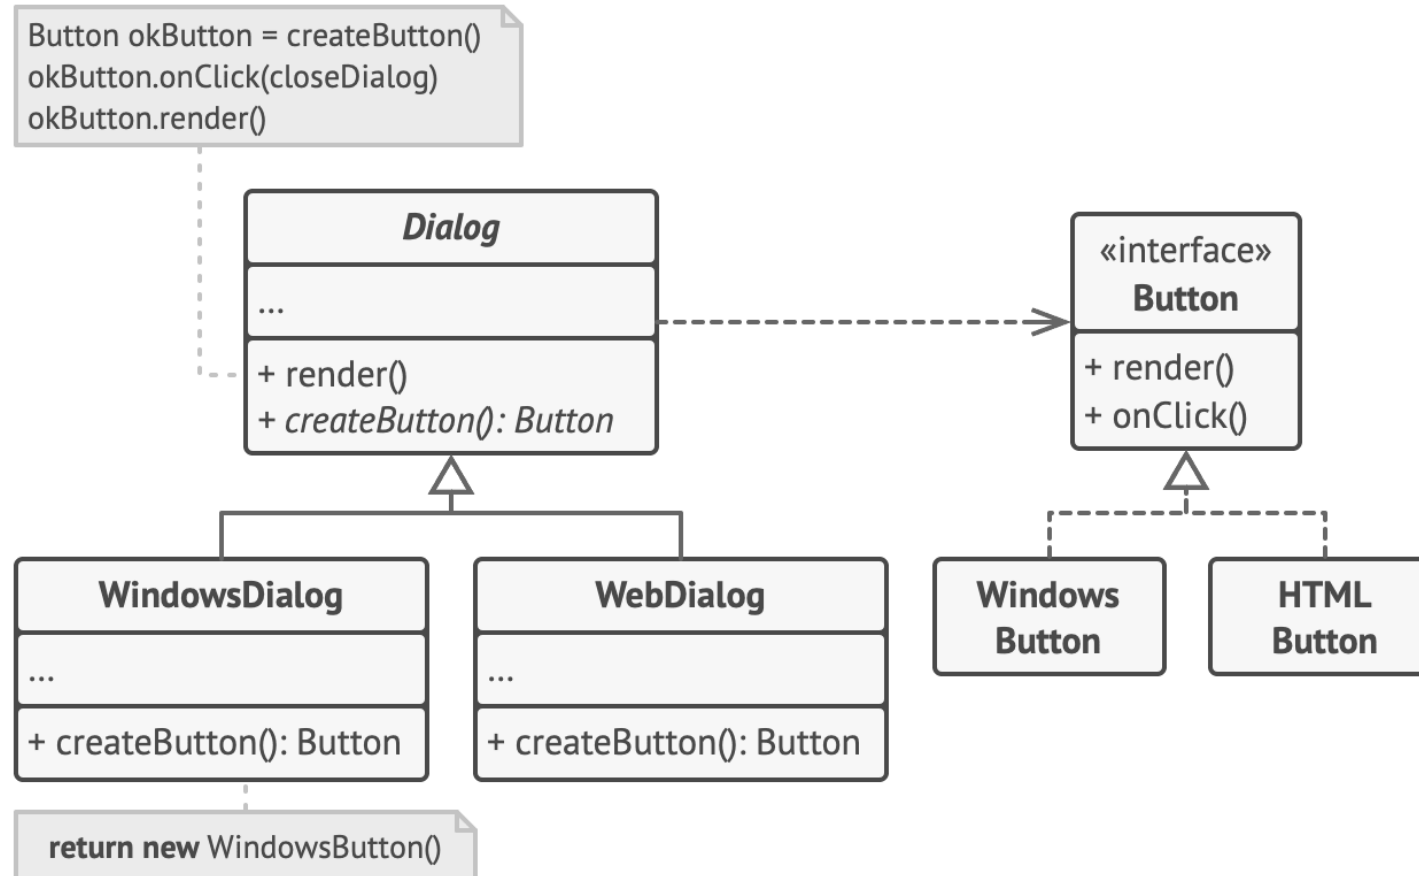 Button okButton = createButton()
okButton.onClick(closeDialog)
okButton.render()
Dialog
...
+ render()
+ createButton(): Button
«interface»
Button
+ render()
+ onClick()
WindowsDialog
...
+ createButton(): Button
WebDialog
...
+ createButton(): Button
Windows
Button
HTML
Button
return new WindowsButton()